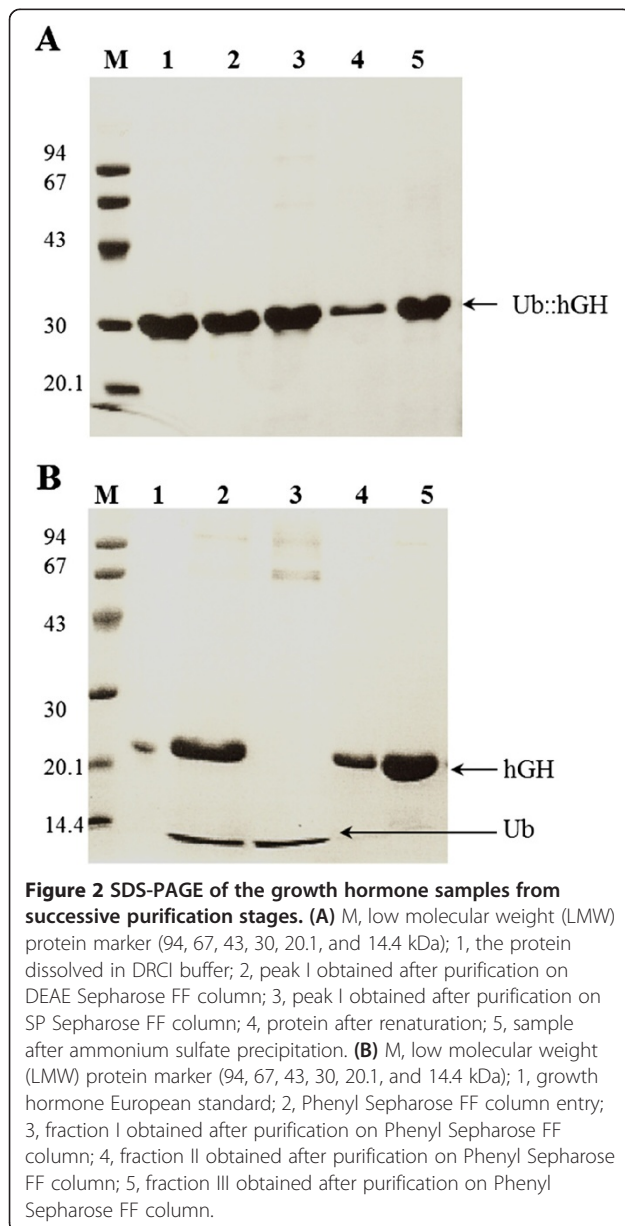 A
M 1 2 3 4 5
94
67
43
30
20.1
Ub::hGH
B
M 1 2 3 4 5
94
67
43
30
20.1
14.4
hGH
Ub
Figure 2 SDS-PAGE of the growth hormone samples from
successive purification stages. (A) M, low molecular weight (LMW)
protein marker (94, 67, 43, 30, 20.1, and 14.4 kDa); 1, the protein
dissolved in DRCI buffer; 2, peak I obtained after purification on
DEAE Sepharose FF column; 3, peak I obtained after purification on
SP Sepharose FF column; 4, protein after renaturation; 5, sample
after ammonium sulfate precipitation. (B) M, low molecular weight
(LMW) protein marker (94, 67, 43, 30, 20.1, and 14.4 kDa); 1, growth
hormone European standard; 2, Phenyl Sepharose FF column entry;
3, fraction I obtained after purification on Phenyl Sepharose FF
column; 4, fraction II obtained after purification on Phenyl Sepharose
FF column; 5, fraction III obtained after purification on Phenyl
Sepharose FF column.